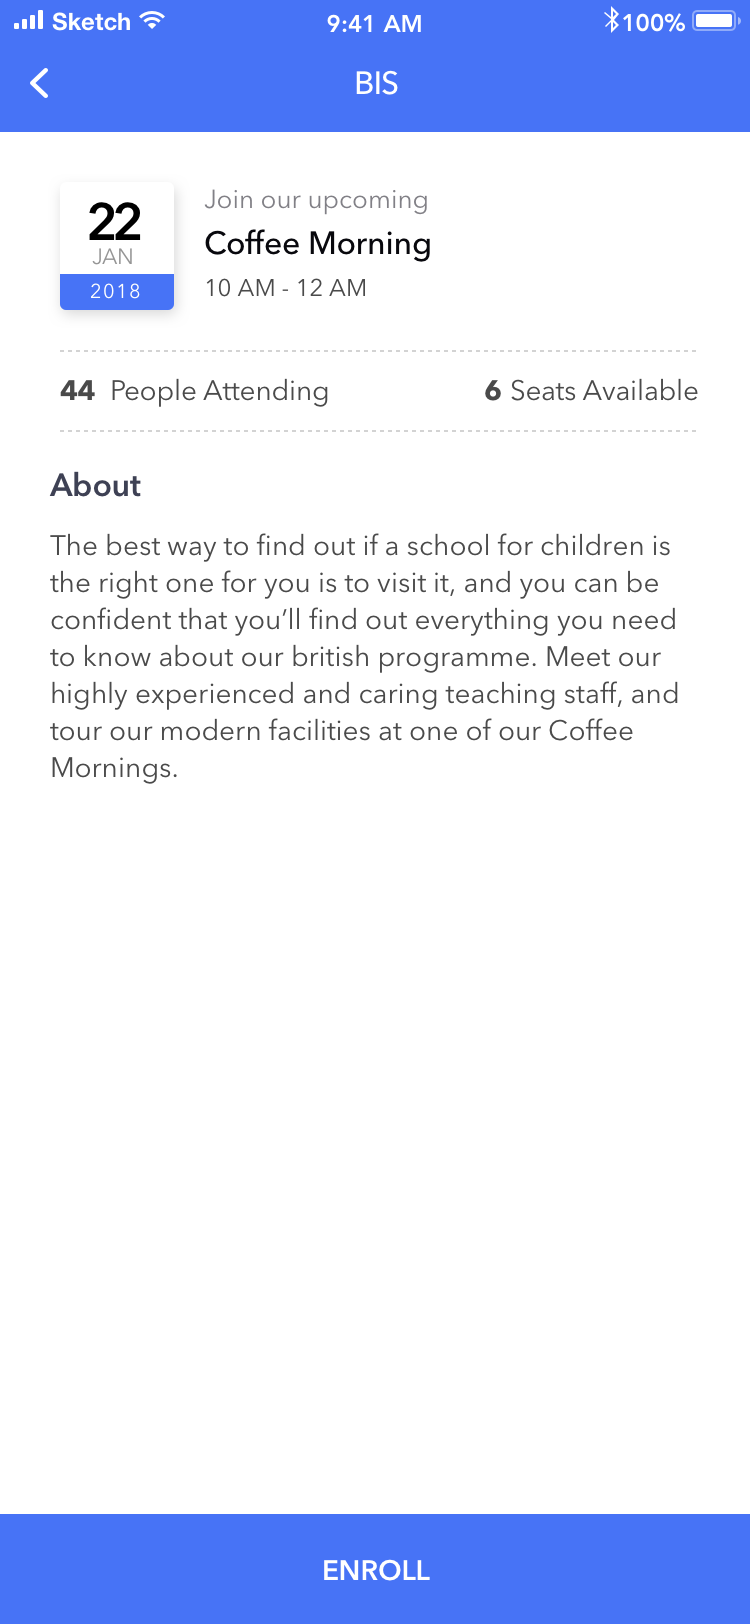 Sketch 9:41 AM 100%
BIS
22
JAN
2018
Join our upcoming
Coffee Morning
10 AM - 12 AM
44 People Attending 6 Seats Available
About
The best way to find out if a school for children is
the right one for you is to visit it, and you can be
confident that you’ll find out everything you need
to know about our british programme. Meet our
highly experienced and caring teaching staff, and
tour our modern facilities at one of our Coffee
Mornings.
ENROLL